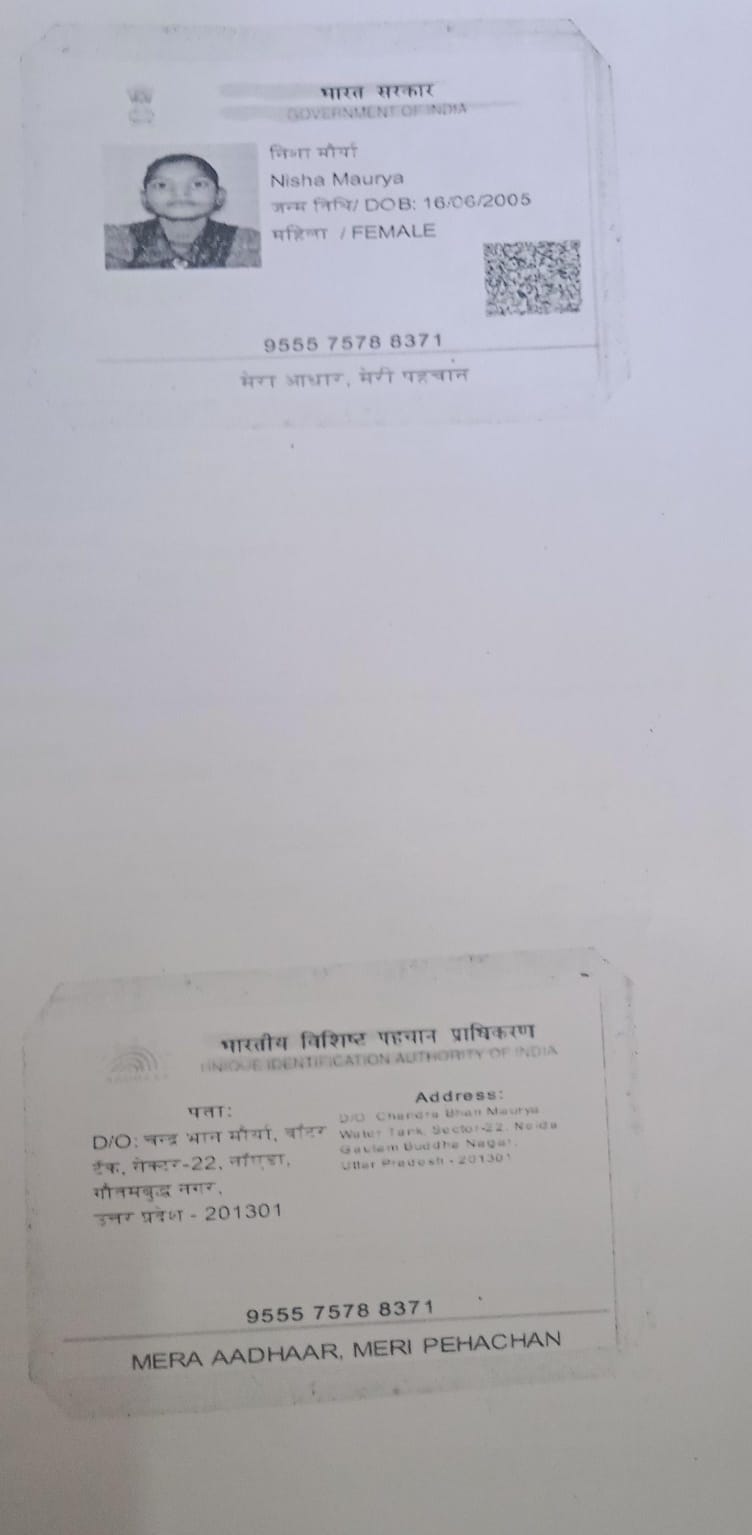 भारत सरकार
GOVERNMENT OF INDIA
निशा मौर्या
Nisha Maurya
जन्म तिथि/ DOB: 16/06/2005
महिला / FEMALE
9555 7578 8371
मेरा आधार, मेरी पहचान
भारतीय विशिष्ट पहचान प्राधिकरण
UNIQUE IDENTIFICATION AUTHORITY OF INDIA
AADHAAR
पता:
D/O: चन्द्र भान मौर्या, वॉटर
टैंक, सेक्टर-22, नॉएडा,
गौतमबुद्ध नगर,
उत्तर प्रदेश - 201301
Address:
D/O: Chandra Bhan Maurya
Water Tank, Sector-22, Noida
Gautam Buddha Nagar,
Uttar Pradesh - 201301
9555 7578 8371
MERA AADHAAR, MERI PEHACHAN